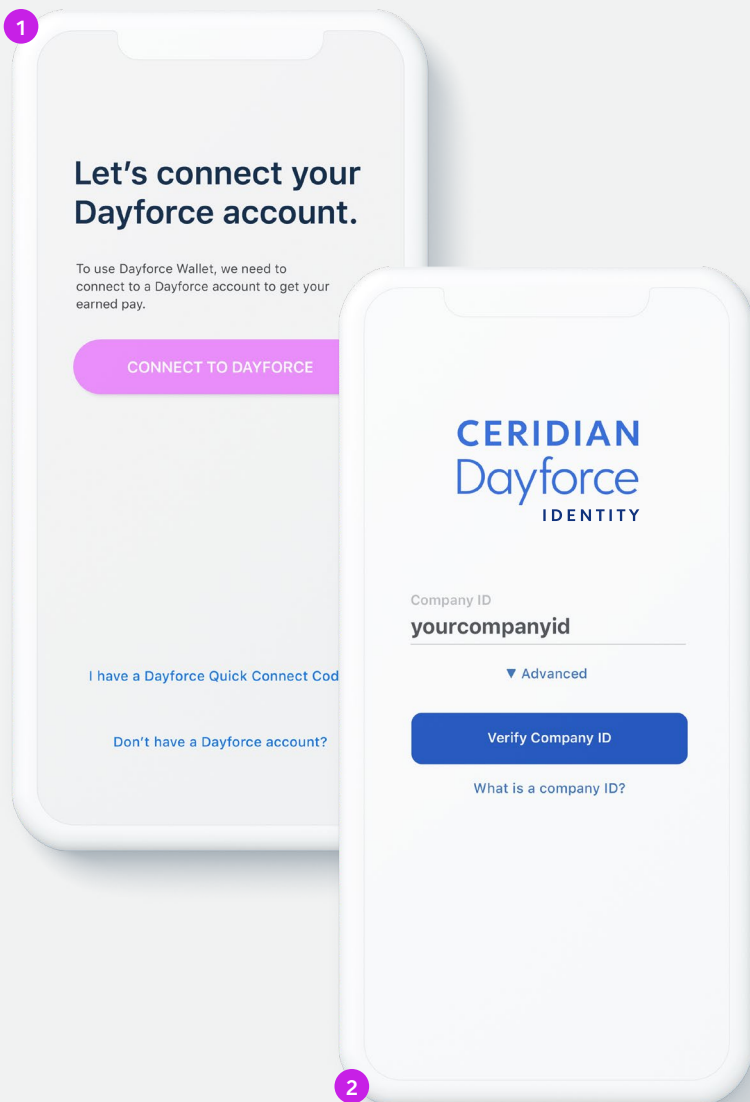 1
Let's connect your
Dayforce account.
To use Dayforce Wallet, we need to
connect to a Dayforce account to get your
earned pay.
CONNECT TO DAYFORCE
I have a Dayforce Quick Connect Cod
Don't have a Dayforce account?
CERIDIAN
Dayforce
IDENTITY
Company ID
yourcompanyid
▼ Advanced
Verify Company ID
What is a company ID?
2